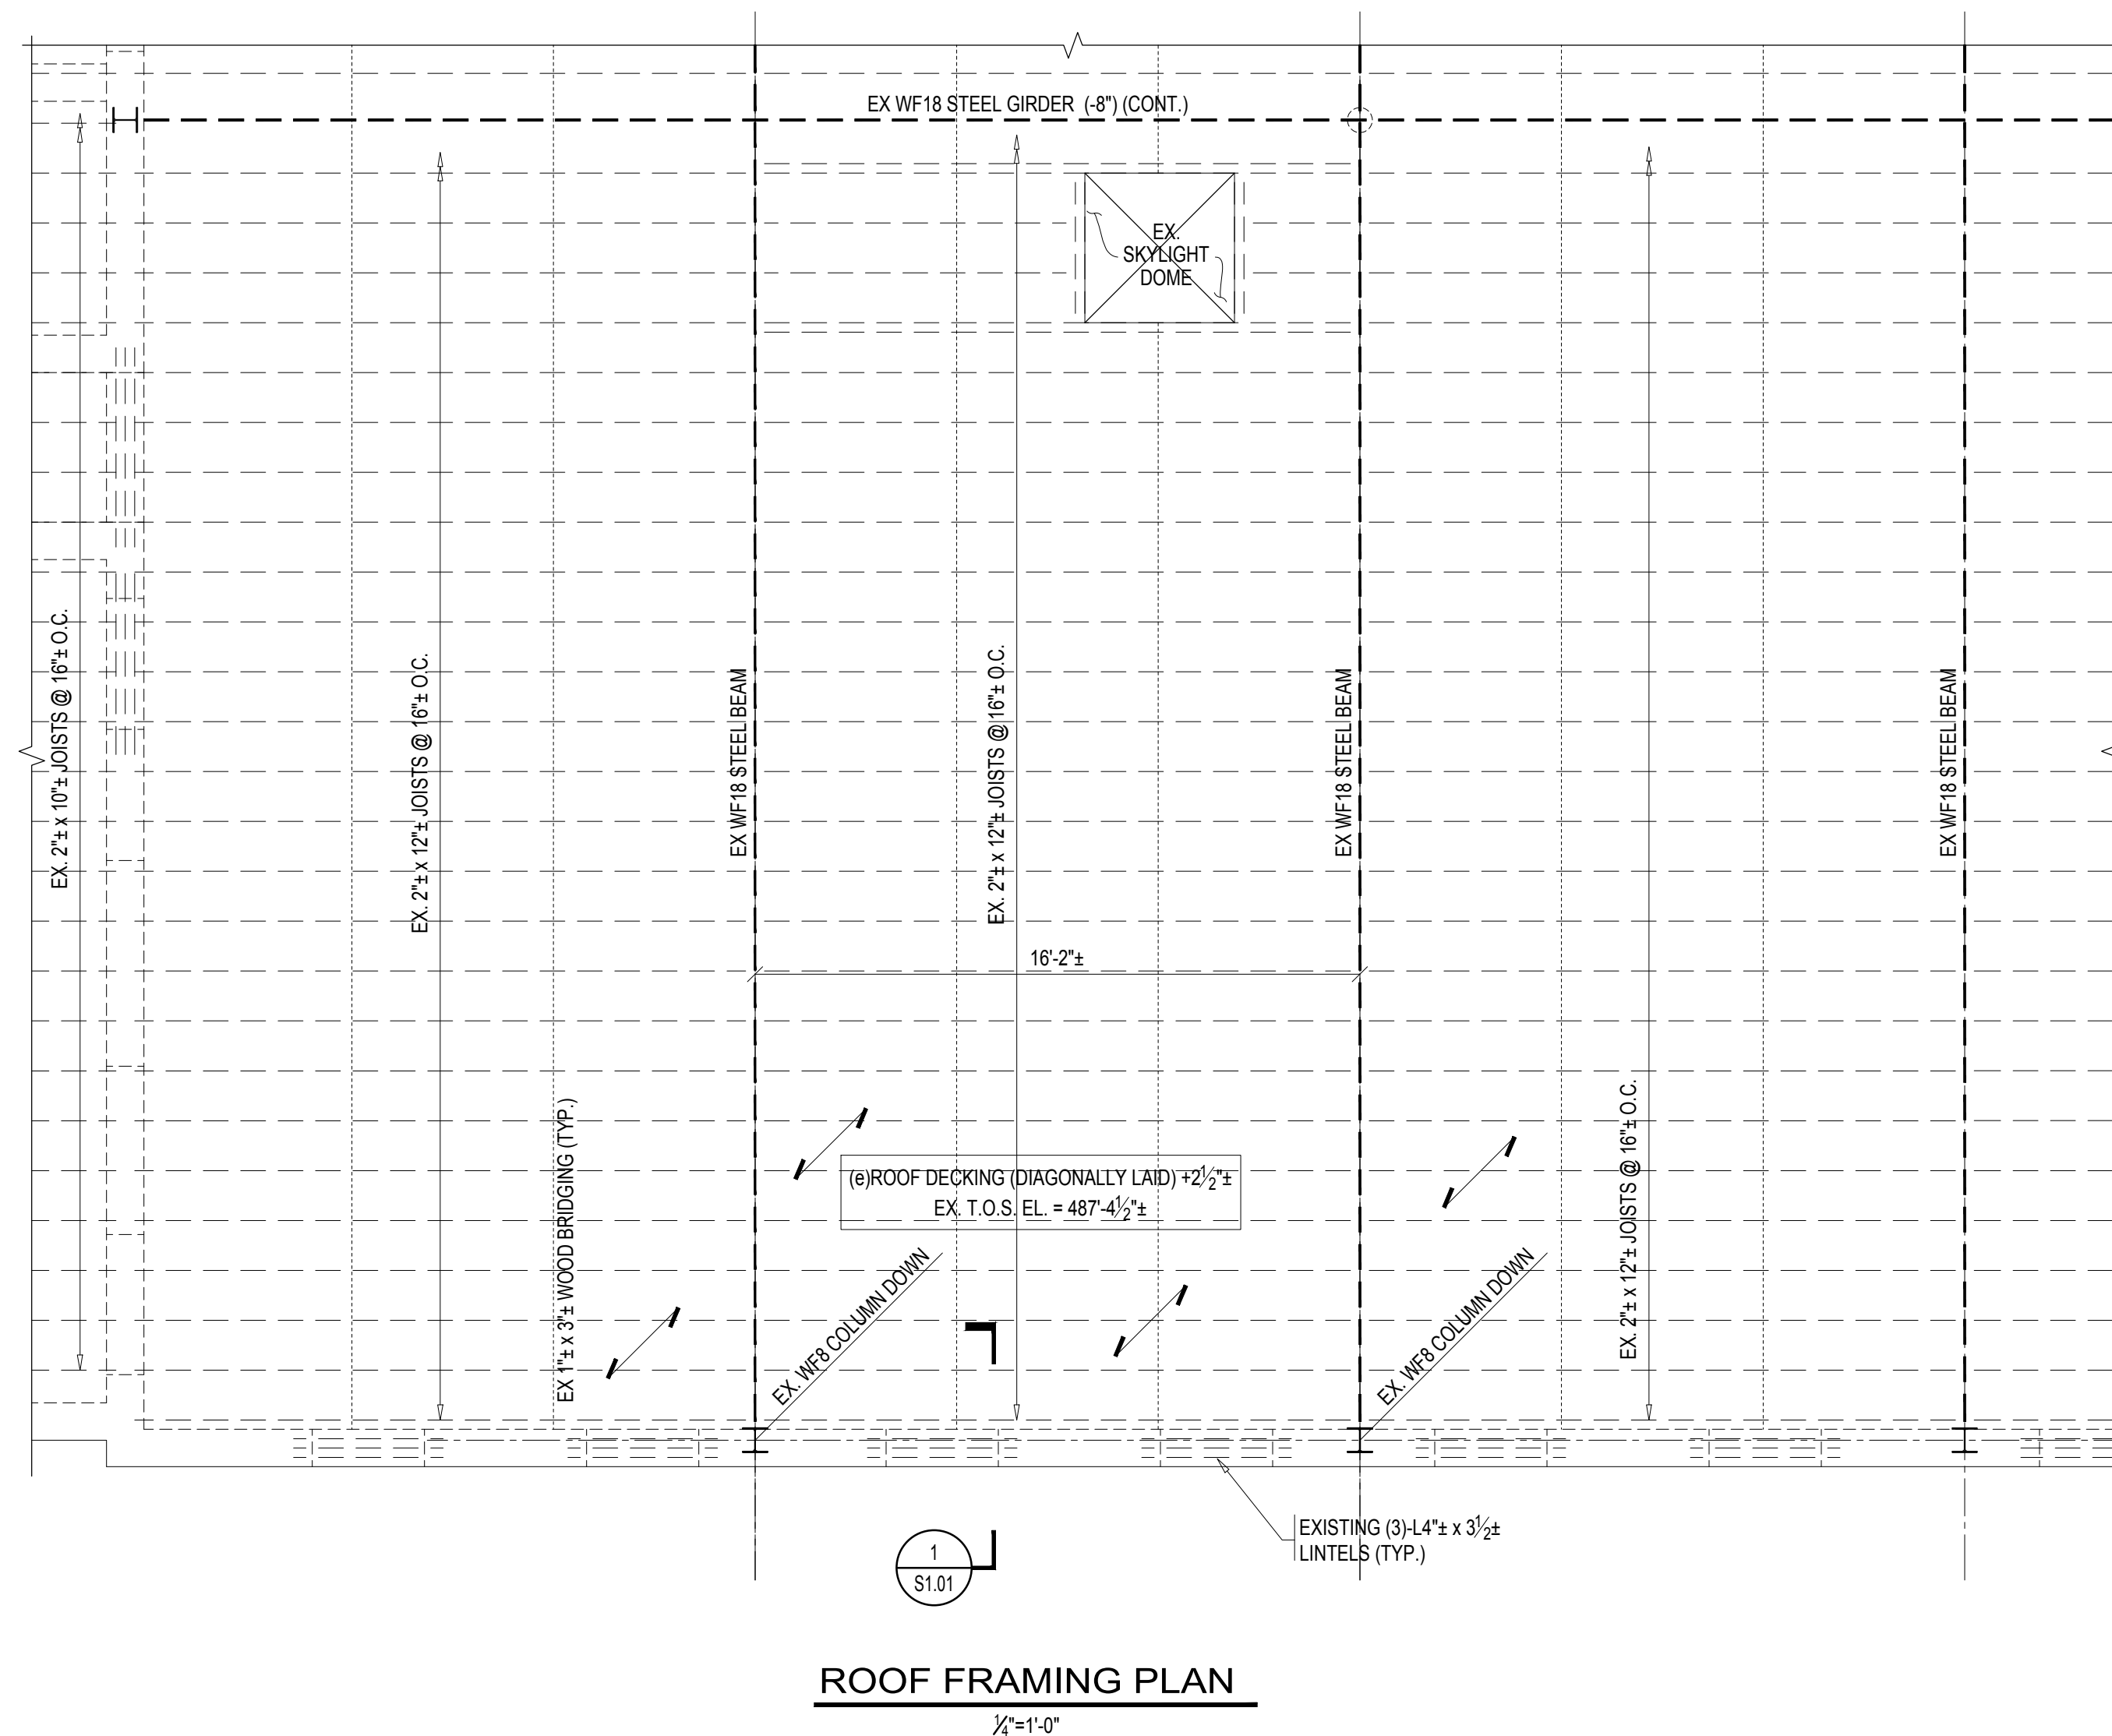 EX WF18 STEEL GIRDER (-8") (CONT.)
EX.
SKYLIGHT
DOME
EX. 2"± x 10"± JOISTS @ 16"± O.C.
EX. 2"± x 12"± JOISTS @ 16"± O.C.
EX WF18 STEEL BEAM
EX. 2"± x 12"± JOISTS @ 16"± O.C.
EX WF18 STEEL BEAM
EX WF18 STEEL BEAM
16'-2"±
EX 1"± x 3"± WOOD BRIDGING (TYP.)
(e)ROOF DECKING (DIAGONALLY LAID) +2½"±
EX. T.O.S. EL. = 487'-4½"±
EX. 2"± x 12"± JOISTS @ 16"± O.C.
EX. WF8 COLUMN DOWN
EX. WF8 COLUMN DOWN
EXISTING (3)-L4"± x 3½±
LINTELS (TYP.)
1
S1.01
ROOF FRAMING PLAN
¼"=1'-0"